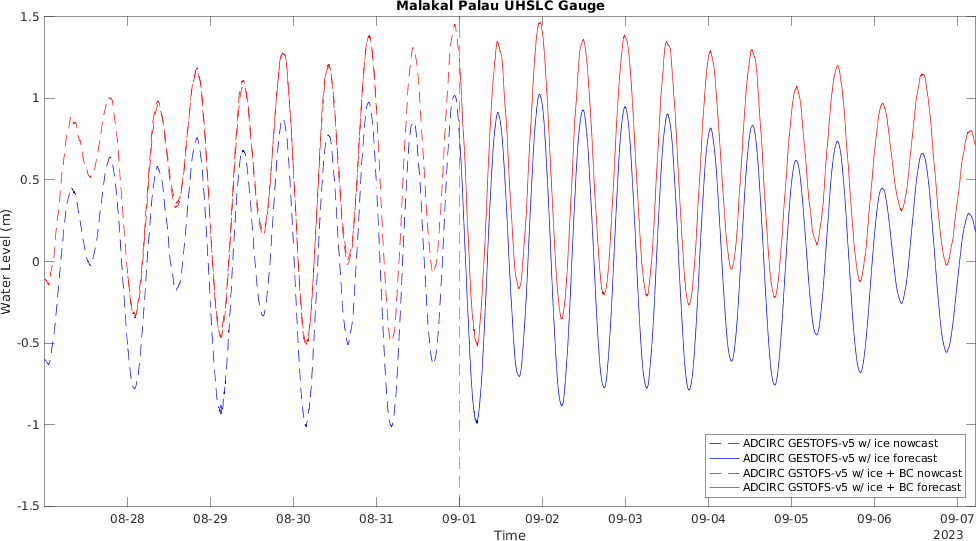 Malakal Palau UHSLC Gauge
1.5
1
0.5
0
-0.5
-1
-1.5
Water Level (m)
08-28 08-29 08-30 08-31 09-01 09-02 09-03 09-04 09-05 09-06 09-07
Time
2023
ADCIRC GESTOFS-v5 w/ ice nowcast
ADCIRC GESTOFS-v5 w/ ice forecast
ADCIRC GSTOFS-v5 w/ ice + BC nowcast
ADCIRC GSTOFS-v5 w/ ice + BC forecast